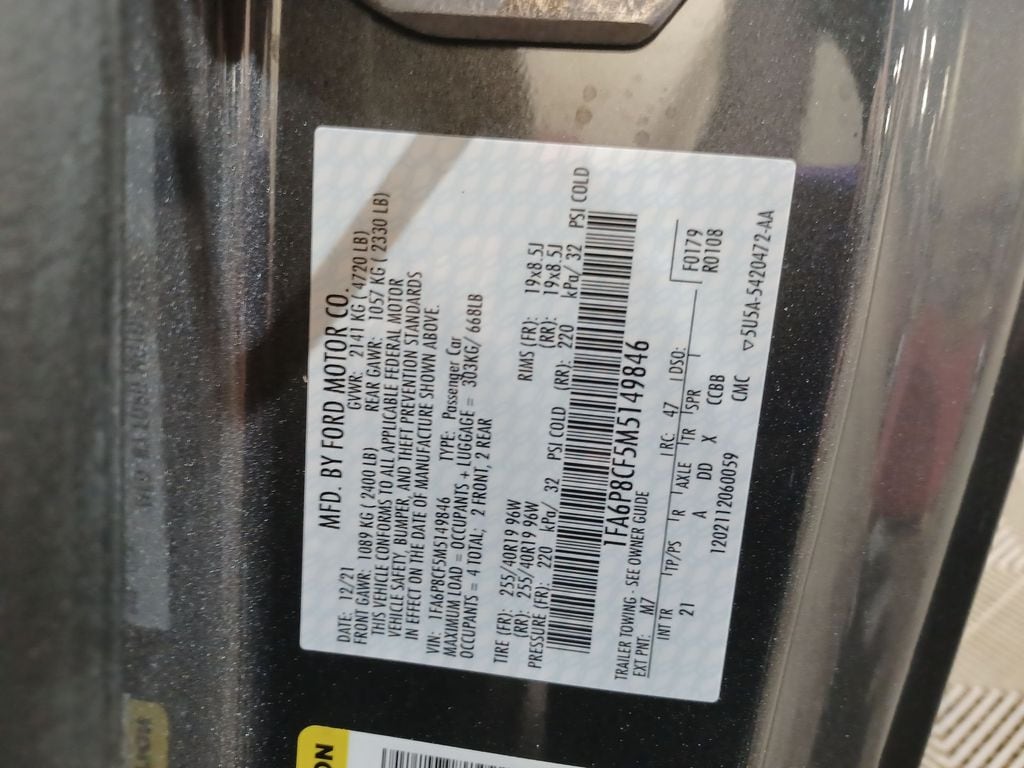 MFD. BY FORD MOTOR CO.
DATE: 12/21 GVWR: 2141 KG ( 4720 LB)
FRONT GAWR: 1089 KG ( 2400 LB) REAR GAWR: 1057 KG ( 2330 LB)
THIS VEHICLE CONFORMS TO ALL APPLICABLE FEDERAL MOTOR
VEHICLE SAFETY, BUMPER, AND THEFT PREVENTION STANDARDS
IN EFFECT ON THE DATE OF MANUFACTURE SHOWN ABOVE.
VIN: 1FA6P8CF5M5149846 TYPE: Passenger Car
MAXIMUM LOAD = OCCUPANTS + LUGGAGE = 303KG/ 668LB
OCCUPANTS = 4 TOTAL; 2 FRONT, 2 REAR
TIRE (FR): 255/40R19 96W RIMS (FR): 19x8.5J
(RR): 255/40R19 96W (RR): 19x8.5J
PRESSURE (FR): 220 kPa/ 32 PSI COLD (RR): 220 kPa/ 32 PSI COLD
1FA6P8CF5M5149846
TRAILER TOWING - SEE OWNER GUIDE
EXT PNT: M7 RC: 47 DSO:
F0179
R0108
INT TR TP/PS R AXLE TR SPR
21 A DD X CCBB
1202112060059 CMC
▽5U5A-5420472-AA
ON